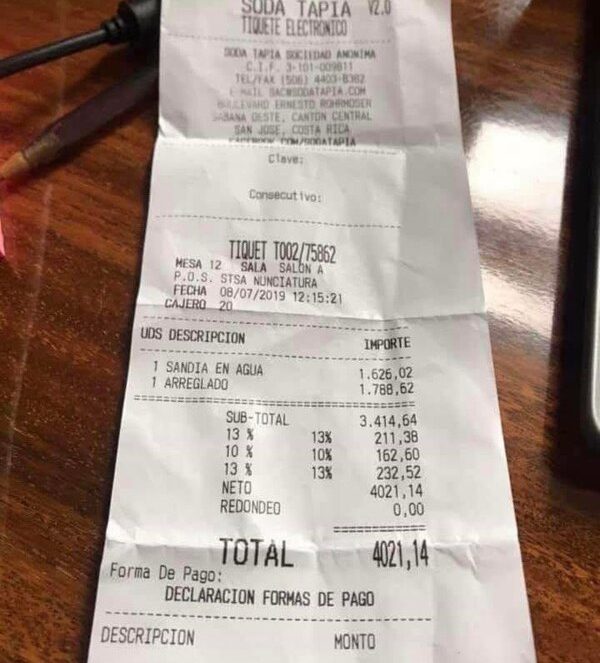 SODA TAPIA V2.0
TIQUETE ELECTRONICO
SODA TAPIA SOCIEDAD ANONIMA
C.I.F. 3-101-009811
TEL/FAX (506) 4403-8362
E-MAIL SAC@SODATAPIA.COM
BOULEVARD ERNESTO ROHRMOSER
SABANA OESTE, CANTON CENTRAL
SAN JOSE, COSTA RICA
FACEBOOK COM/SODATAPIA
Clave:
Consecutivo:
TIQUET T002/75862
MESA 12 SALA SALON A
P.O.S. STSA NUNCIATURA
FECHA 08/07/2019 12:15:21
CAJERO 20
UDS DESCRIPCION IMPORTE
1 SANDIA EN AGUA 1.626,02
1 ARREGLADO 1.788,62
SUB-TOTAL 3.414,64
13 % 13% 211,38
10 % 10% 162,60
13 % 13% 232,52
NETO 4021,14
REDONDEO 0,00
TOTAL 4021,14
Forma De Pago:
DECLARACION FORMAS DE PAGO
DESCRIPCION MONTO